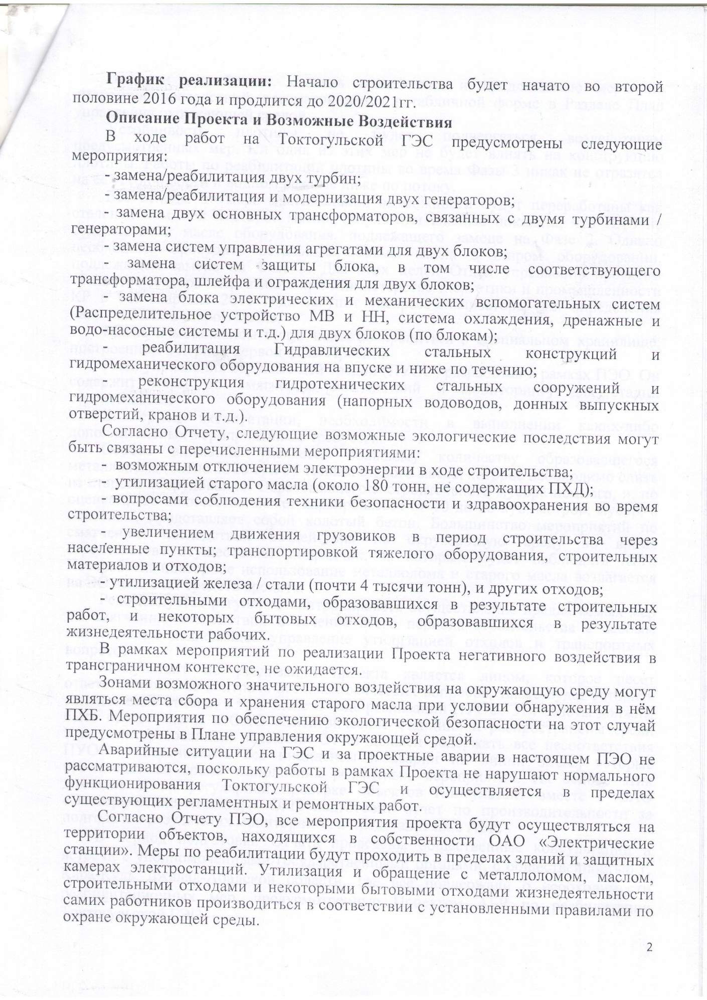 График реализации: Начало строительства будет начато во второй
половине 2016 года и продлится до 2020/2021гг.
Описание Проекта и Возможные Воздействия
В ходе работ на Токтогульской ГЭС предусмотрены следующие
мероприятия:
- замена/реабилитация двух турбин;
- замена/реабилитация и модернизация двух генераторов;
- замена двух основных трансформаторов, связанных с двумя турбинами /
генераторами;
- замена систем управления агрегатами для двух блоков;
- замена систем защиты блока, в том числе соответствующего
трансформатора, шлейфа и ограждения для двух блоков;
- замена блока электрических и механических вспомогательных систем
(Распределительное устройство МВ и НН, система охлаждения, дренажные и
водо-насосные системы и т.д.) для двух блоков (по блокам);
- реабилитация Гидравлических стальных конструкций и
гидромеханического оборудования на впуске и ниже по течению;
- реконструкция гидротехнических стальных сооружений и
гидромеханического оборудования (напорных водоводов, донных выпускных
отверстий, кранов и т.д.).
Согласно Отчету, следующие возможные экологические последствия могут
быть связаны с перечисленными мероприятиями:
- возможным отключением электроэнергии в ходе строительства;
- утилизацией старого масла (около 180 тонн, не содержащих ПХД);
- вопросами соблюдения техники безопасности и здравоохранения во время
строительства;
- увеличением движения грузовиков в период строительства через
населенные пункты; транспортировкой тяжелого оборудования, строительных
материалов и отходов;
- утилизацией железа / стали (почти 4 тысячи тонн), и других отходов;
- строительными отходами, образовавшихся в результате строительных
работ, и некоторых бытовых отходов, образовавшихся в результате
жизнедеятельности рабочих.
В рамках мероприятий по реализации Проекта негативного воздействия в
трансграничном контексте, не ожидается.
Зонами возможного значительного воздействия на окружающую среду могут
являться места сбора и хранения старого масла при условии обнаружения в нём
ПХБ. Мероприятия по обеспечению экологической безопасности на этот случай
предусмотрены в Плане управления окружающей средой.
Аварийные ситуации на ГЭС и за проектные аварии в настоящем ПЭО не
рассматриваются, поскольку работы в рамках Проекта не нарушают нормального
функционирования Токтогульской ГЭС и осуществляется в пределах
существующих регламентных и ремонтных работ.
Согласно Отчету ПЭО, все мероприятия проекта будут осуществляться на
территории объектов, находящихся в собственности ОАО «Электрические
станции». Меры по реабилитации будут проходить в пределах зданий и защитных
камерах электростанций. Утилизация и обращение с металлоломом, маслом,
строительными отходами и некоторыми бытовыми отходами жизнедеятельности
самих работников производиться в соответствии с установленными правилами по
охране окружающей среды.
2